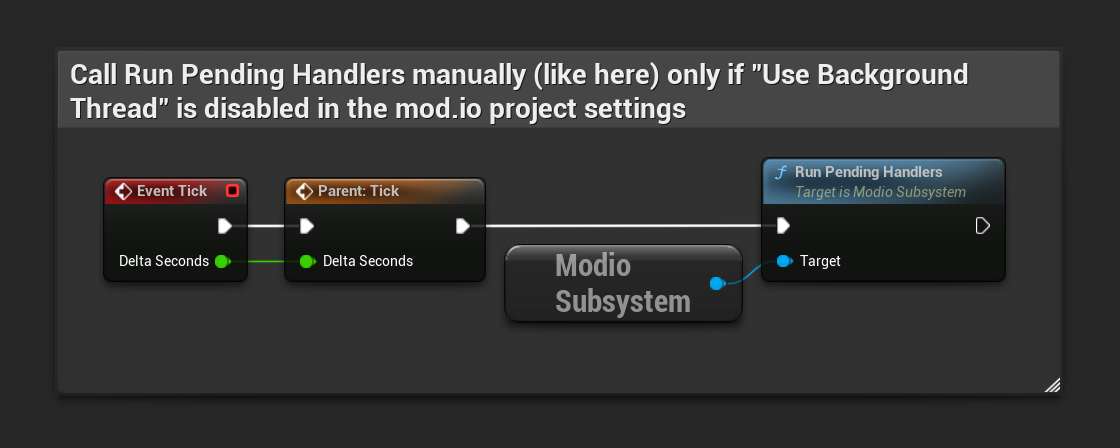 Call Run Pending Handlers manually (like here) only if "Use Background
Thread" is disabled in the mod.io project settings
Event Tick
Delta Seconds
Parent: Tick
Delta Seconds
Modio
Subsystem
Run Pending Handlers
Target is Modio Subsystem
Target